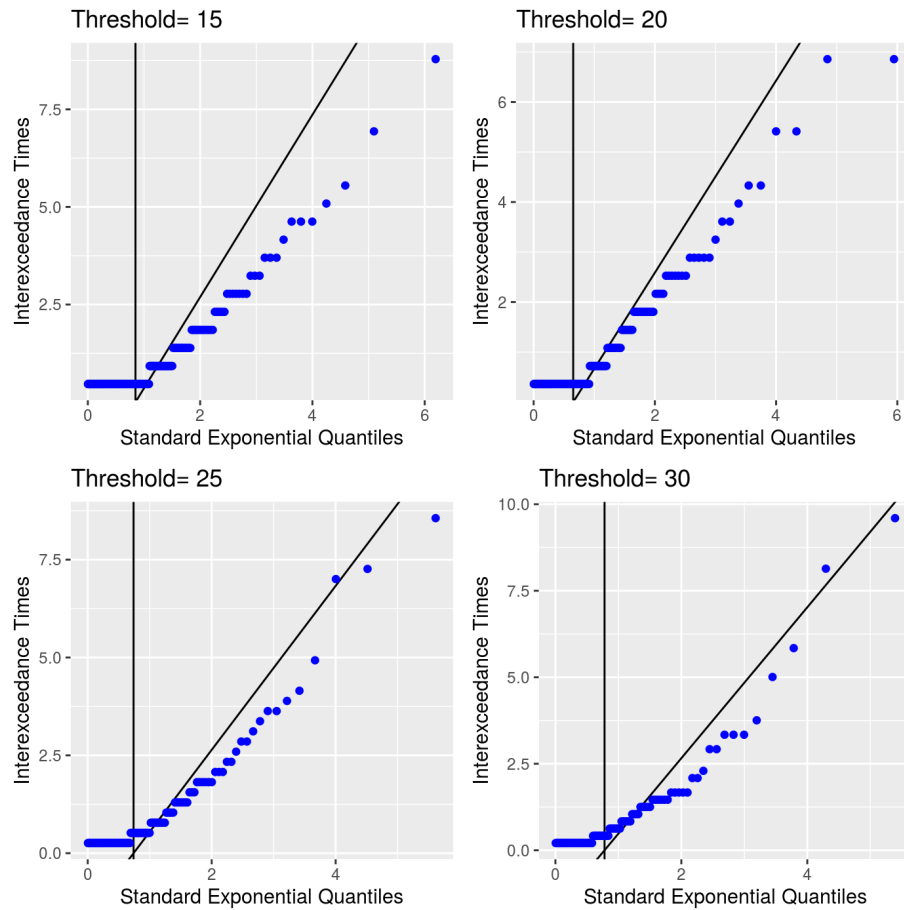 Threshold= 15
Interexceedance Times
7.5
5.0
2.5
0
2
4
6
Standard Exponential Quantiles
Threshold= 20
Interexceedance Times
6
4
2
0
2
4
6
Standard Exponential Quantiles
Threshold= 25
Interexceedance Times
7.5
5.0
2.5
0.0
0
2
4
Standard Exponential Quantiles
Threshold= 30
Interexceedance Times
10.0
7.5
5.0
2.5
0.0
0
2
4
Standard Exponential Quantiles